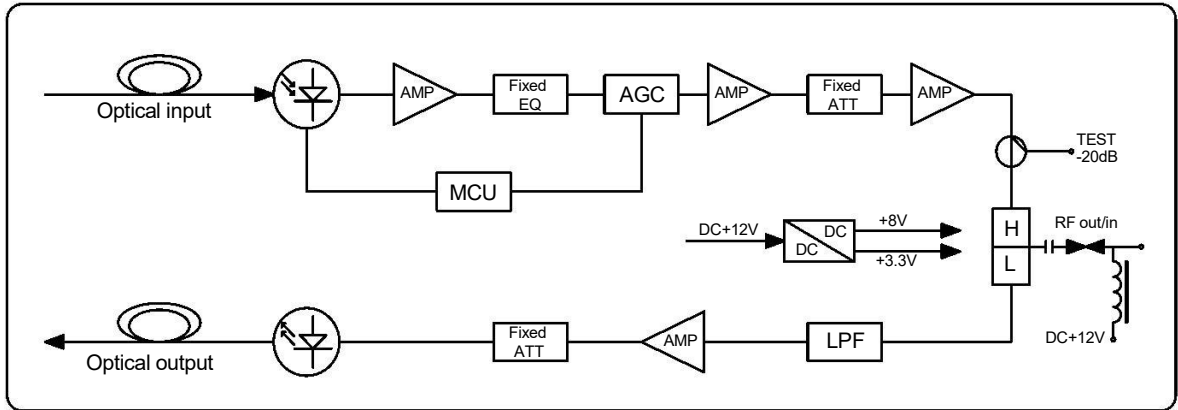 Optical input
AMP
Fixed
EQ
AGC
AMP
Fixed
ATT
AMP
TEST
-20dB
MCU
DC+12V
DC
DC
+8V
+3.3V
H
L
RF out/in
DC+12V
Optical output
Fixed
ATT
AMP
LPF